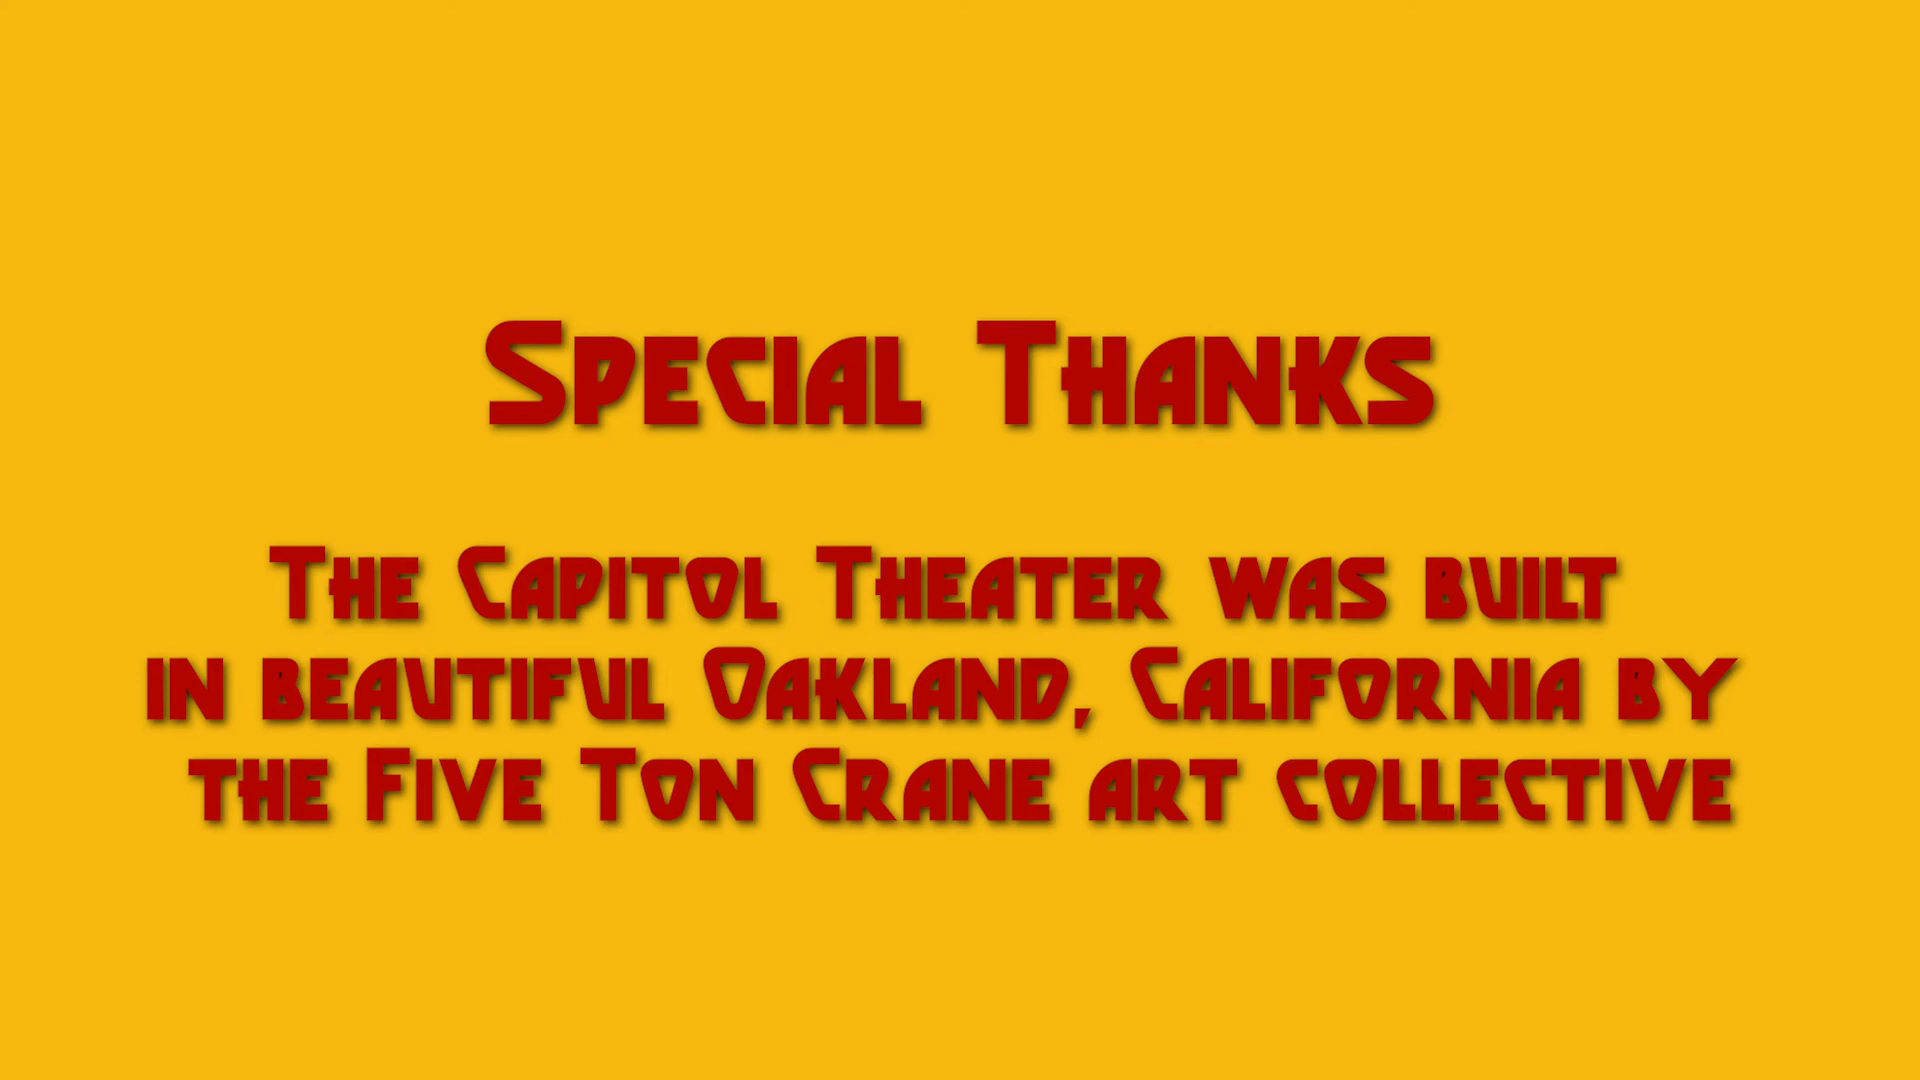 Special Thanks
The Capitol Theater was built
in beautiful Oakland, California by
the Five Ton Crane art collective